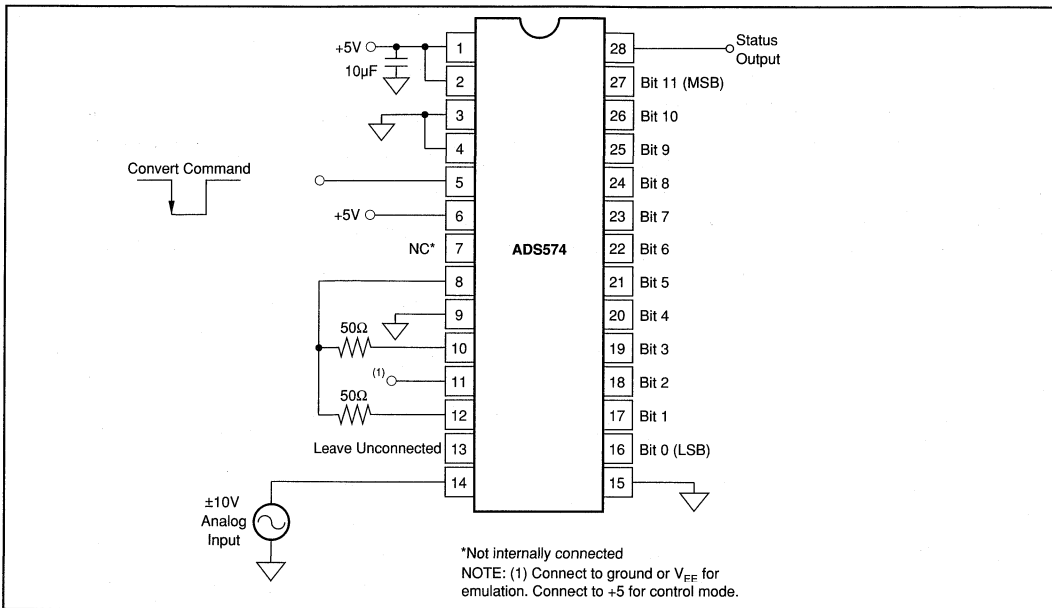 +5V
10µF
Convert Command
+5V
NC*
50Ω
(1)
50Ω
Leave Unconnected
±10V
Analog
Input
1
2
3
4
5
6
7
8
9
10
11
12
13
14
ADS574
28
27
26
25
24
23
22
21
20
19
18
17
16
15
Status
Output
Bit 11 (MSB)
Bit 10
Bit 9
Bit 8
Bit 7
Bit 6
Bit 5
Bit 4
Bit 3
Bit 2
Bit 1
Bit 0 (LSB)
*Not internally connected
NOTE: (1) Connect to ground or VEE for
emulation. Connect to +5 for control mode.